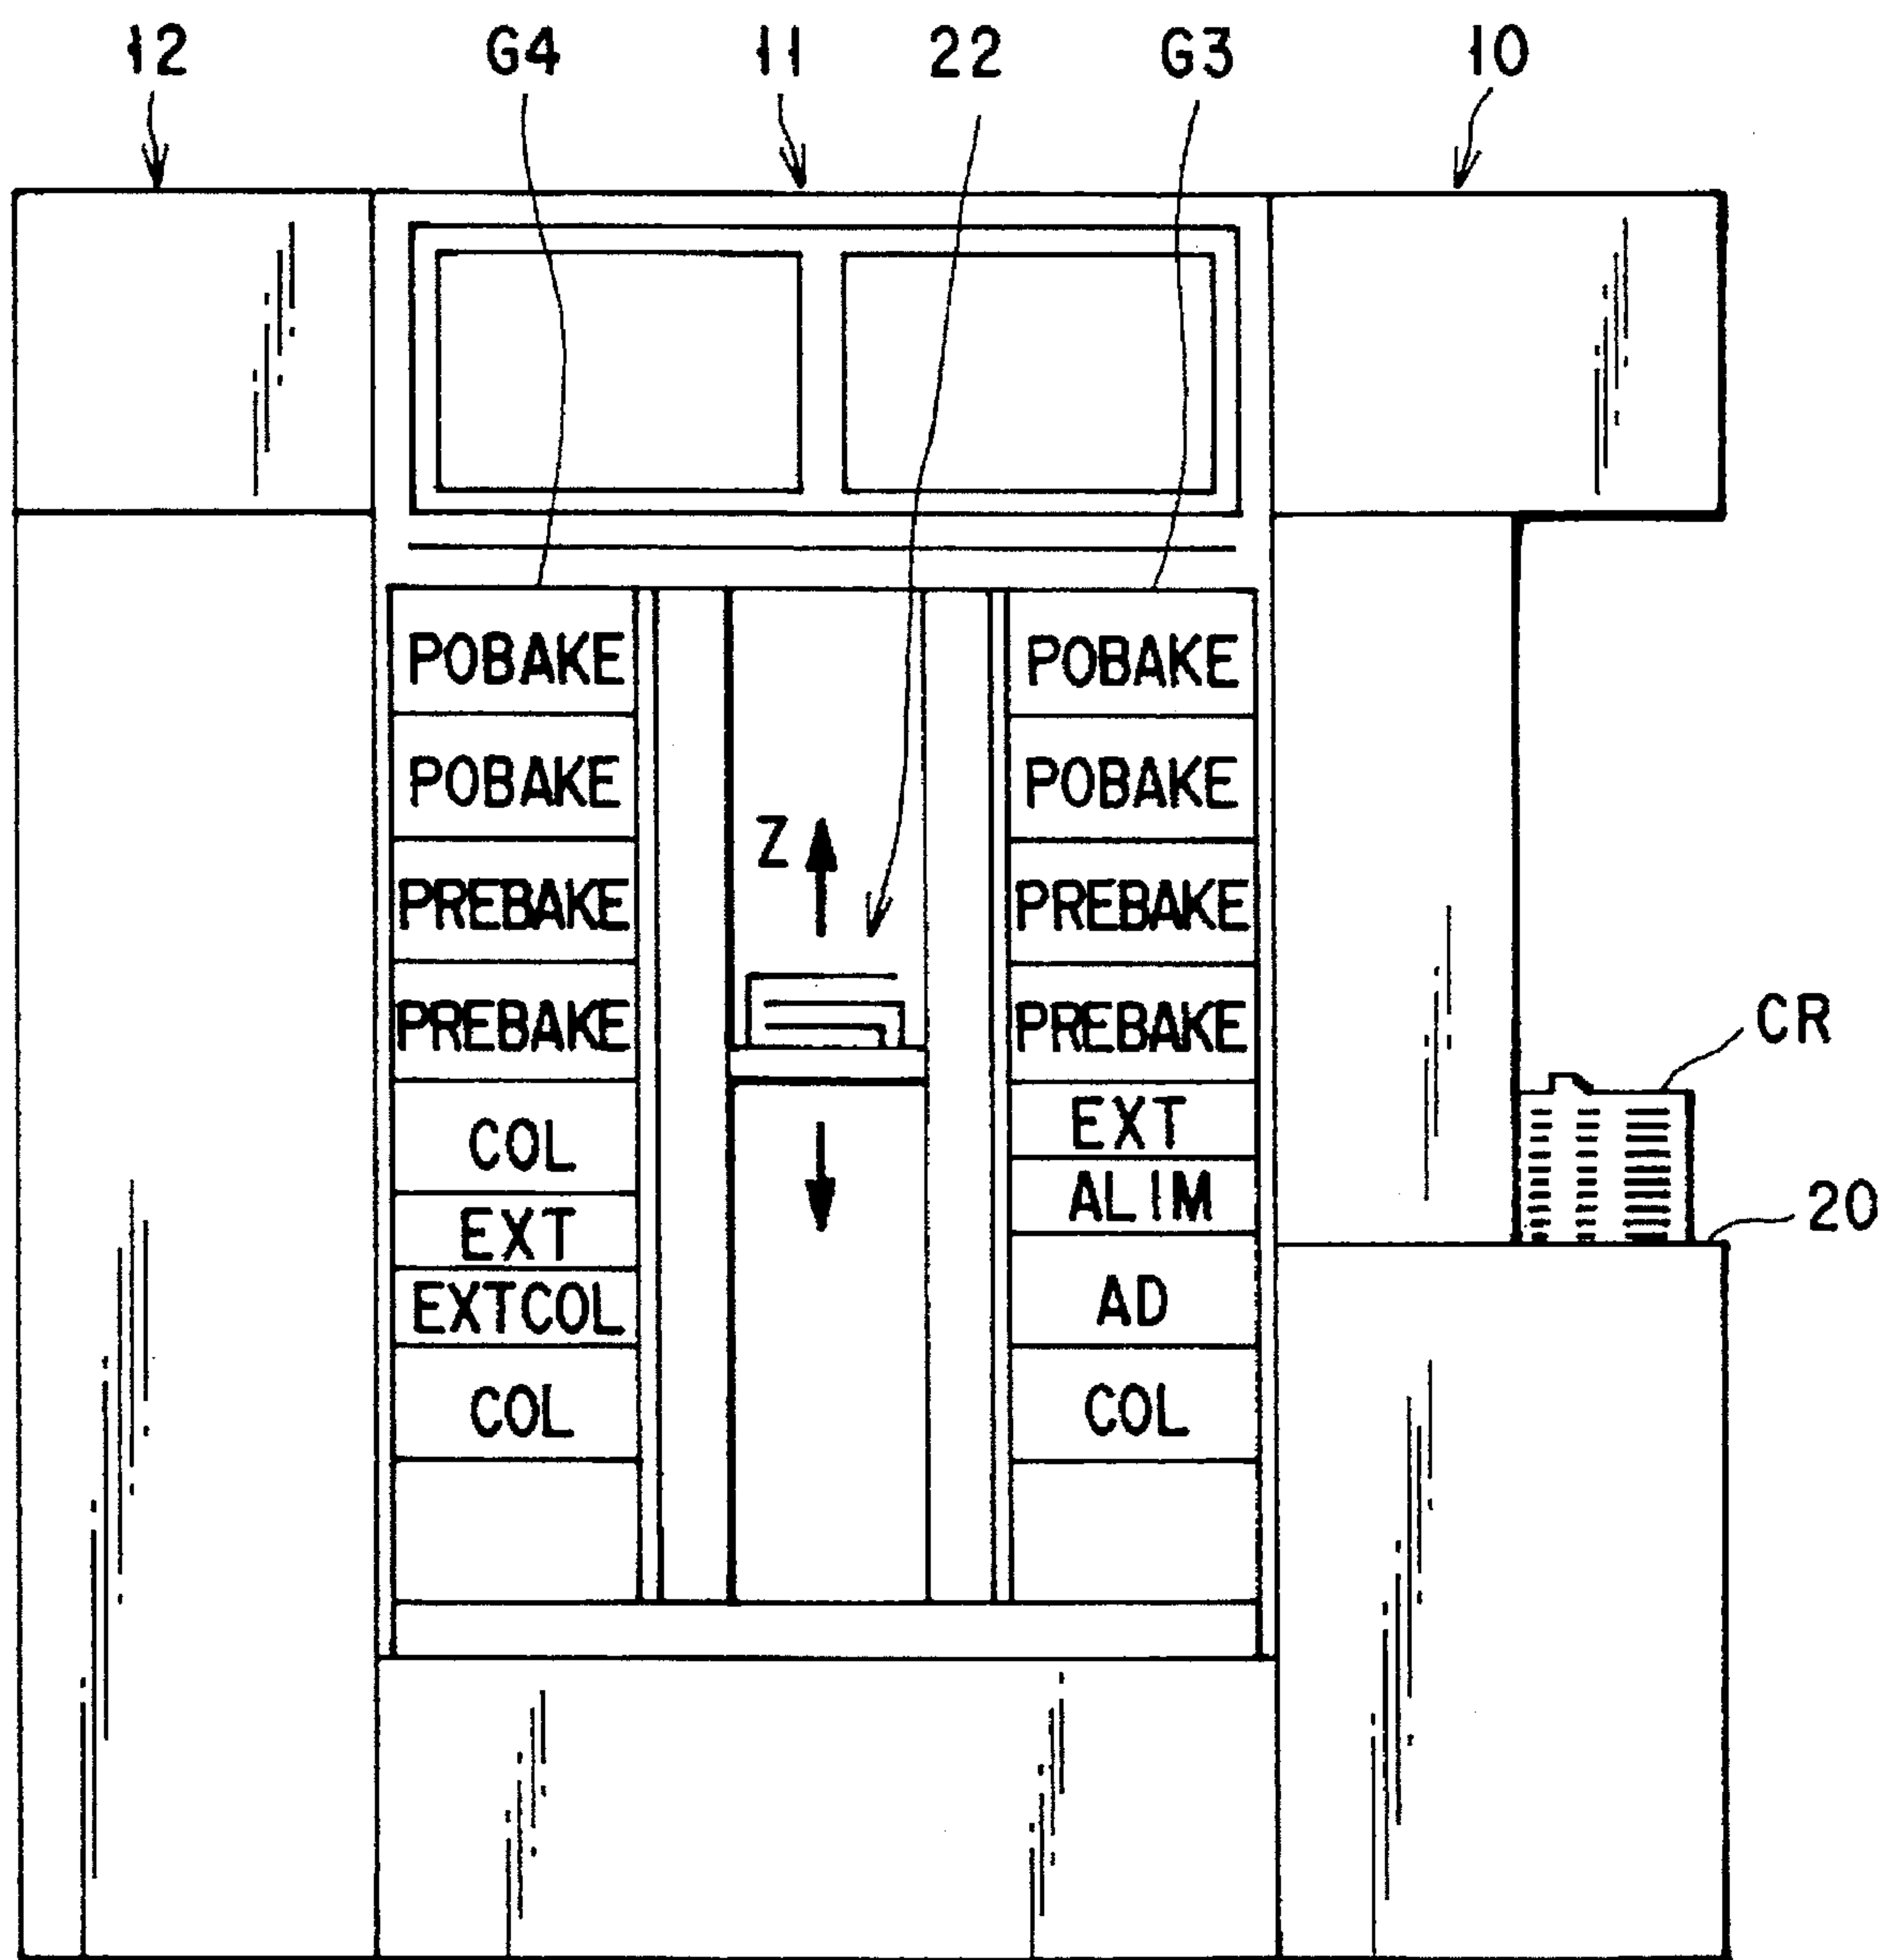 12 G4 11 22 G3 10
POBAKE POBAKE
POBAKE POBAKE
Z
PREBAKE PREBAKE
PREBAKE PREBAKE
CR
COL EXT
ALIM
20
EXT
EXTCOL AD
COL COL